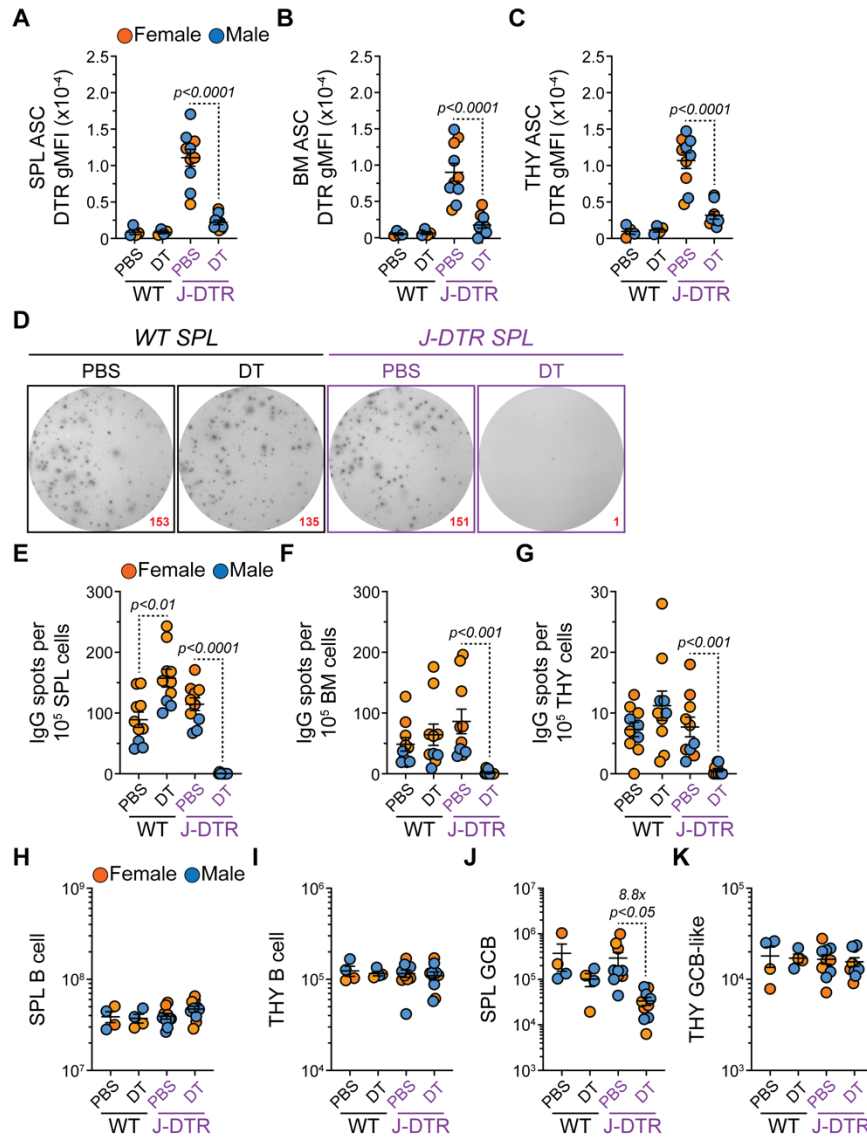 A
Female Male
SPL ASC
DTR gMFI (x10⁻⁴)
2.5
2.0
1.5
1.0
0.5
0
p<0.0001
PBS DT PBS DT
WT J-DTR
B
BM ASC
DTR gMFI (x10⁻⁴)
2.5
2.0
1.5
1.0
0.5
0
p<0.0001
PBS DT PBS DT
WT J-DTR
C
THY ASC
DTR gMFI (x10⁻⁴)
2.5
2.0
1.5
1.0
0.5
0
p<0.0001
PBS DT PBS DT
WT J-DTR
D
WT SPL J-DTR SPL
PBS DT PBS DT
153 135 151 1
E
Female Male
IgG spots per
10⁵ SPL cells
300
200
100
0
p<0.01
p<0.0001
PBS DT PBS DT
WT J-DTR
F
IgG spots per
10⁵ BM cells
300
200
100
0
p<0.001
PBS DT PBS DT
WT J-DTR
G
IgG spots per
10⁵ THY cells
30
20
10
0
p<0.001
PBS DT PBS DT
WT J-DTR
H
Female Male
SPL B cell
10⁹
10⁸
10⁷
PBS DT PBS DT
WT J-DTR
I
THY B cell
10⁶
10⁵
10⁴
PBS DT PBS DT
WT J-DTR
J
SPL GCB
10⁷
10⁶
10⁵
10⁴
10³
8.8x
p<0.05
PBS DT PBS DT
WT J-DTR
K
THY GCB-like
10⁵
10⁴
10³
PBS DT PBS DT
WT J-DTR